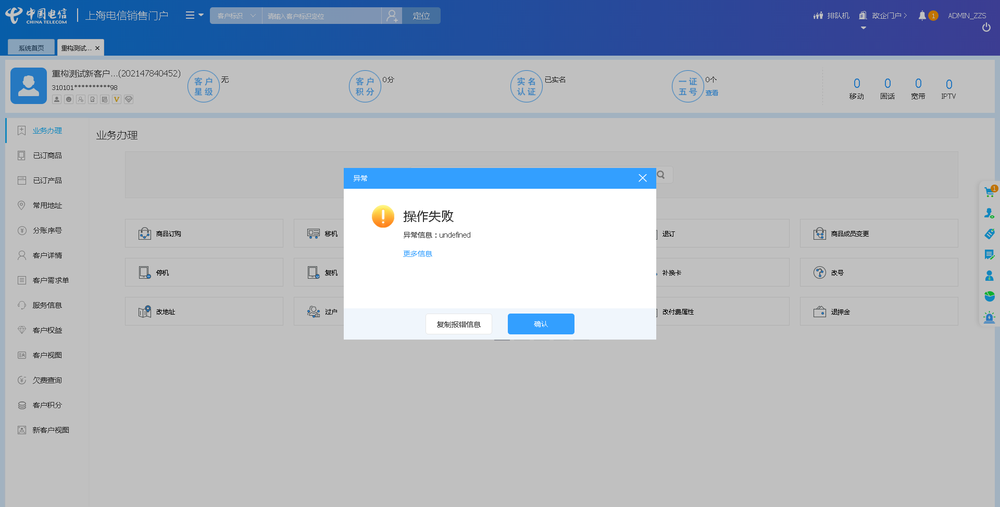 中国电信
CHINA TELECOM
上海电信销售门户
客户标识
请输入客户标识定位
定位
排队机
政企门户
1
ADMIN_ZZS
系统首页
重构测试...
重构测试新客户...(202147840452)
310101**********98
V
客户星级
无
客户积分
0分
实名认证
已实名
一证五号
0个
查看
0
移动
0
固话
0
宽带
0
IPTV
业务办理
已订商品
已订产品
常用地址
分账序号
客户详情
客户需求单
服务信息
客户权益
客户视图
欠费查询
客户积分
新客户视图
业务办理
商品订购
移机
退订
商品成员变更
停机
复机
补换卡
改号
改地址
过户
改付费属性
退押金
异常
操作失败
异常信息：undefined
更多信息
复制报错信息
确认
1